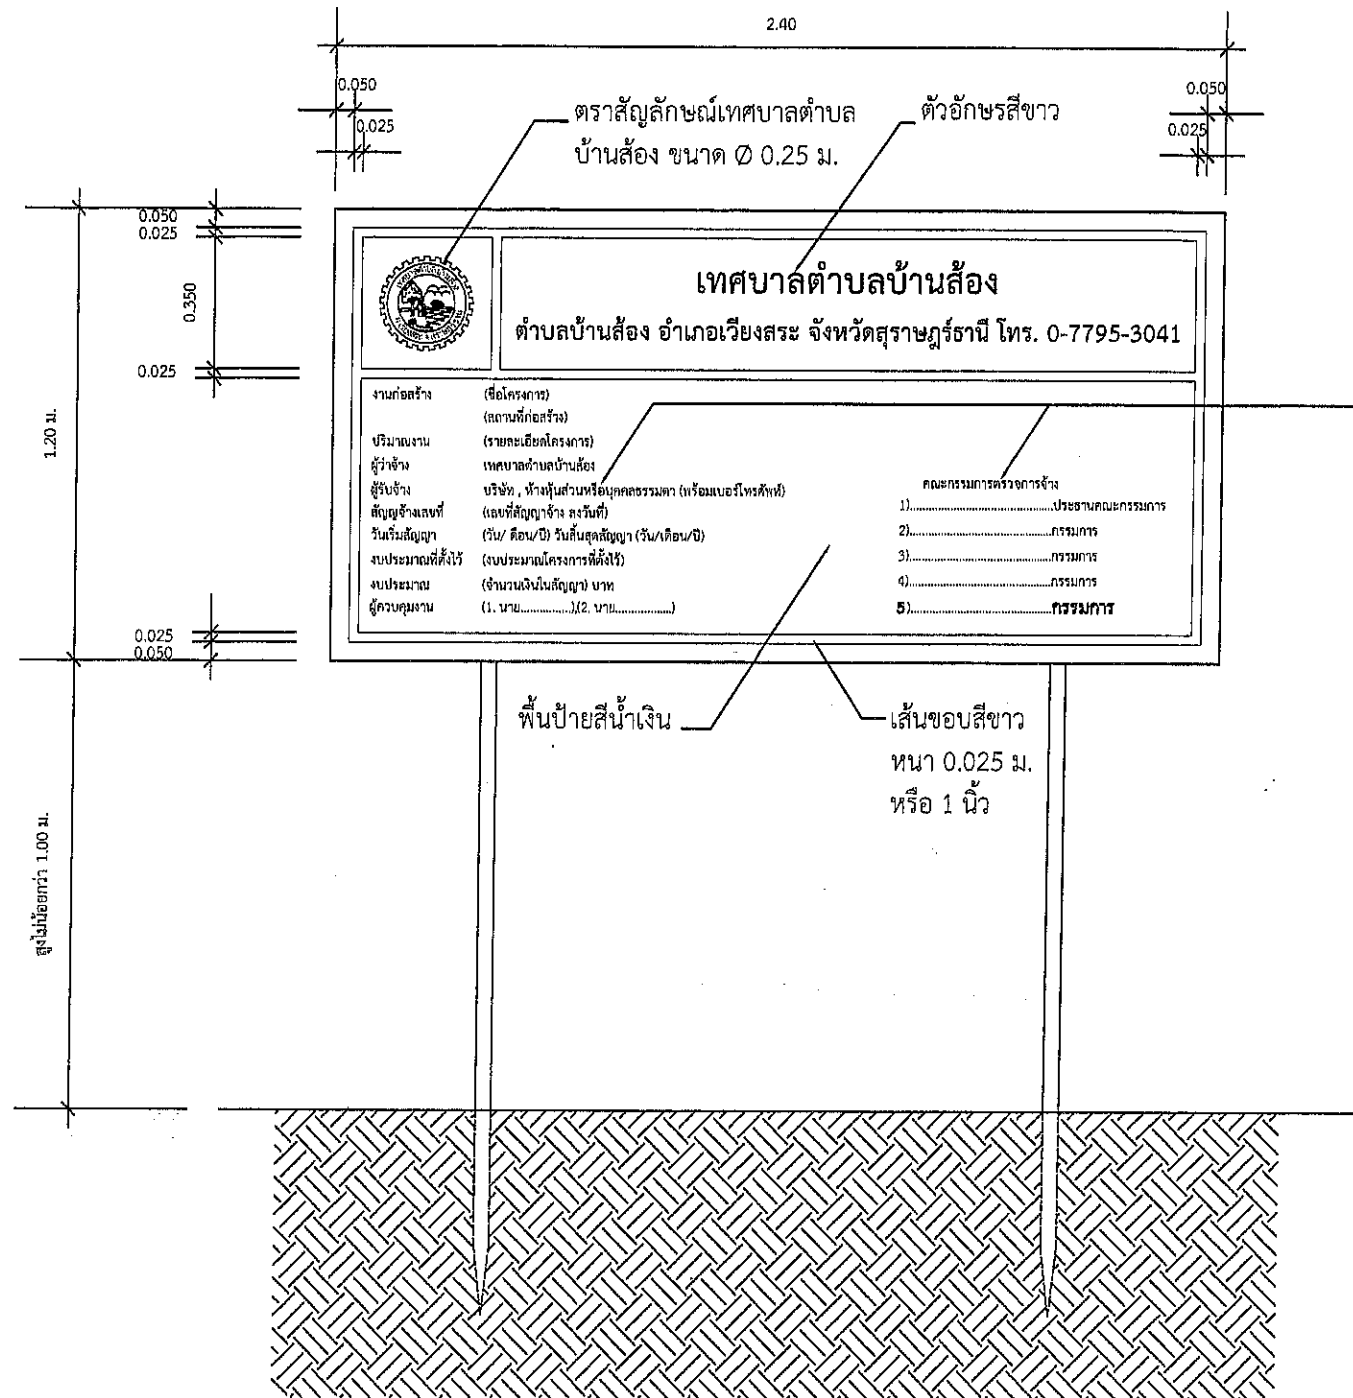 2.40
0.050
0.025
ตราสัญลักษณ์เทศบาลตำบล
บ้านส้อง ขนาด Ø 0.25 ม.
ตัวอักษรสีขาว
0.050
0.025
0.050
0.025
0.350
0.025
1.20 ม.
0.025
0.050
สูงไม่น้อยกว่า 1.00 ม.
เทศบาลตำบลบ้านส้อง
ตำบลบ้านส้อง อำเภอเวียงสระ จังหวัดสุราษฎร์ธานี โทร. 0-7795-3041
งานก่อสร้าง (ชื่อโครงการ)
(สถานที่ก่อสร้าง)
ปริมาณงาน (รายละเอียดโครงการ)
ผู้ว่าจ้าง เทศบาลตำบลบ้านส้อง
ผู้รับจ้าง บริษัท , ห้างหุ้นส่วนหรือบุคคลธรรมดา (พร้อมเบอร์โทรศัพท์)
สัญญจ้างเลขที่ (เลขที่สัญญาจ้าง ลงวันที่)
วันเริ่มสัญญา (วัน/ เดือน/ปี) วันสิ้นสุดสัญญา (วัน/เดือน/ปี)
งบประมาณที่ตั้งไว้ (งบประมาณโครงการที่ตั้งไว้)
งบประมาณ (จำนวนเงินในสัญญา) บาท
ผู้ควบคุมงาน (1. นาย...............),(2. นาย.................)
คณะกรรมการตรวจการจ้าง
1)..........................................ประธานคณะกรรมการ
2)..........................................กรรมการ
3)..........................................กรรมการ
4)..........................................กรรมการ
5)..........................................กรรมการ
พื้นป้ายสีน้ำเงิน
เส้นขอบสีขาว
หนา 0.025 ม.
หรือ 1 นิ้ว